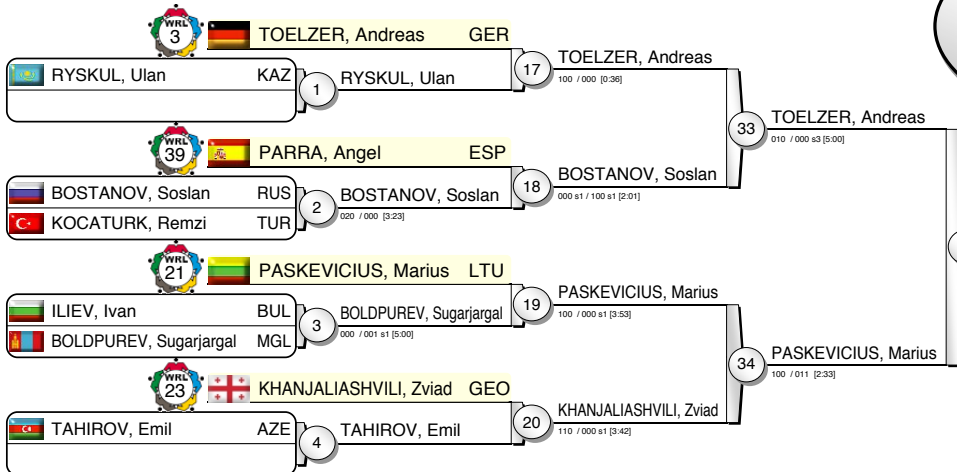 WRL
3
TOELZER, Andreas GER
RYSKUL, Ulan KAZ
1
RYSKUL, Ulan
17
TOELZER, Andreas
100 / 000 [0:36]
WRL
39
PARRA, Angel ESP
BOSTANOV, Soslan RUS
KOCATURK, Remzi TUR
2
BOSTANOV, Soslan
020 / 000 [3:23]
18
BOSTANOV, Soslan
000 s1 / 100 s1 [2:01]
33
TOELZER, Andreas
010 / 000 s3 [5:00]
WRL
21
PASKEVICIUS, Marius LTU
ILIEV, Ivan BUL
BOLDPUREV, Sugarjargal MGL
3
BOLDPUREV, Sugarjargal
000 / 001 s1 [5:00]
19
PASKEVICIUS, Marius
100 / 000 s1 [3:53]
WRL
23
KHANJALIASHVILI, Zviad GEO
TAHIROV, Emil AZE
4
TAHIROV, Emil
20
KHANJALIASHVILI, Zviad
110 / 000 s1 [3:42]
34
PASKEVICIUS, Marius
100 / 011 [2:33]